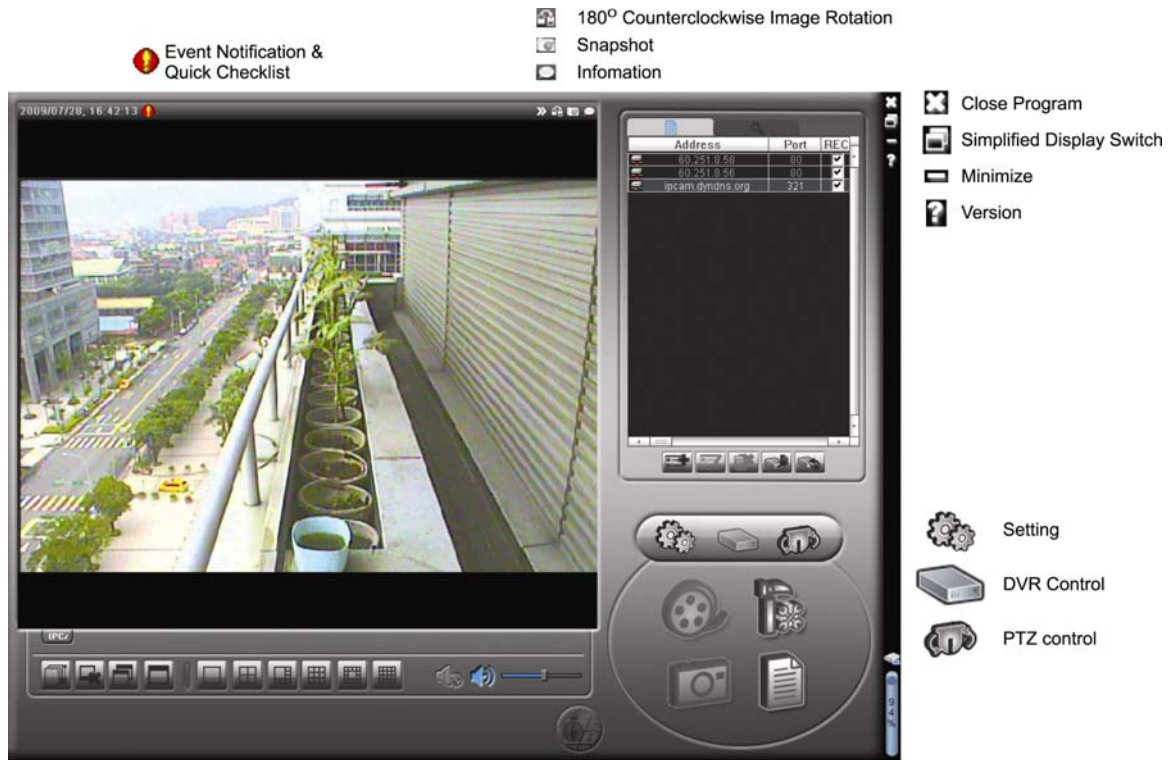 180° Counterclockwise Image Rotation
Snapshot
Infomation
Event Notification &
Quick Checklist
2009/07/28, 16:42:13
Address Port REC
60.251.8.58 80
60.251.8.56 80
ipcam.dyndns.org 321
Close Program
Simplified Display Switch
Minimize
Version
Setting
DVR Control
PTZ control
IPC
94%